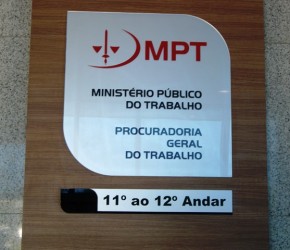 MPT
MINISTÉRIO PÚBLICO
DO TRABALHO
PROCURADORIA
GERAL
DO TRABALHO
11º ao 12º Andar